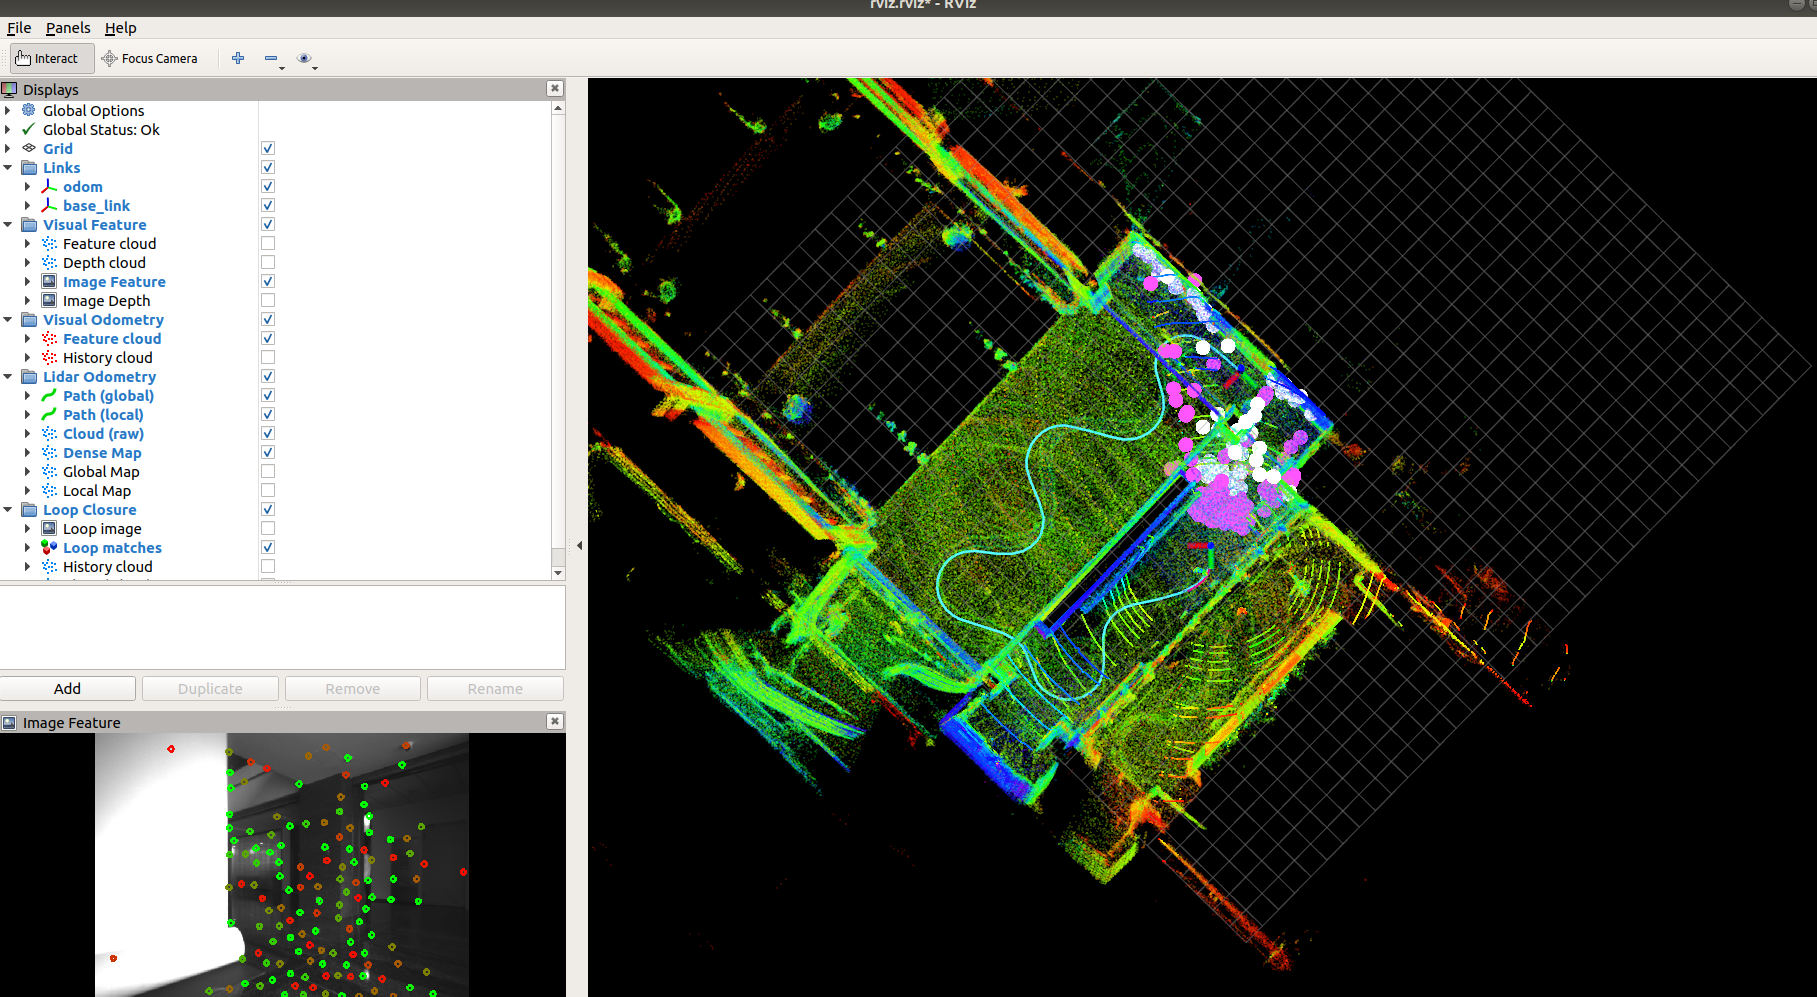 rviz.rviz* - RViz
File Panels Help
Interact Focus Camera
Displays
Global Options
Global Status: Ok
Grid
Links
odom
base_link
Visual Feature
Feature cloud
Depth cloud
Image Feature
Image Depth
Visual Odometry
Feature cloud
History cloud
Lidar Odometry
Path (global)
Path (local)
Cloud (raw)
Dense Map
Global Map
Local Map
Loop Closure
Loop image
Loop matches
History cloud
Add Duplicate Remove Rename
Image Feature